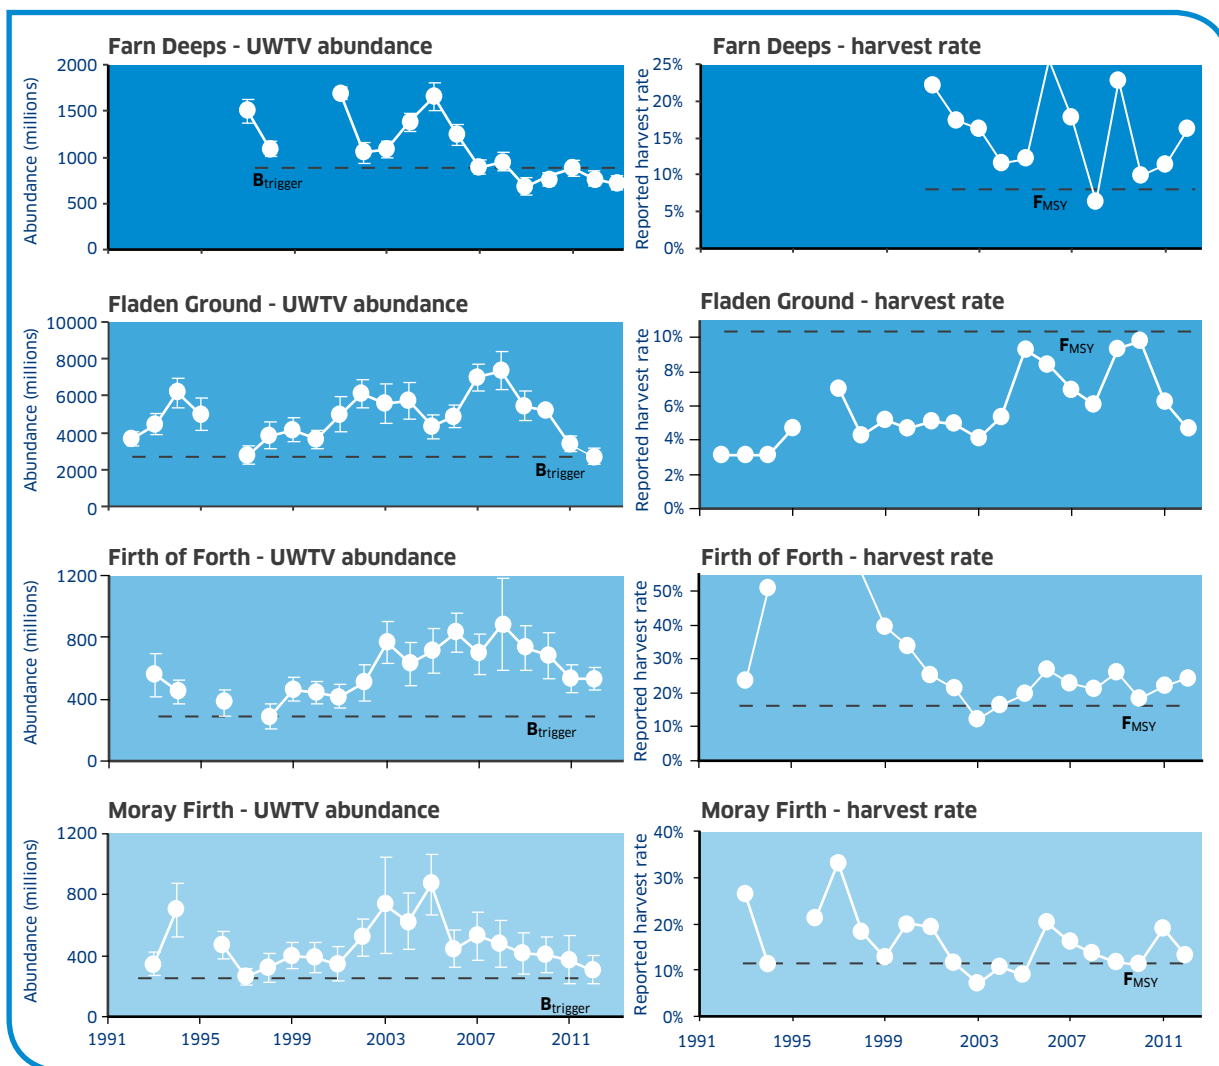 Farn Deeps - UWTV abundance
Abundance (millions)
2000
1500
1000
500
0
Btrigger
Farn Deeps - harvest rate
Reported harvest rate
25%
20%
15%
10%
5%
0%
FMSY
Fladen Ground - UWTV abundance
Abundance (millions)
10000
8000
6000
4000
2000
0
Btrigger
Fladen Ground - harvest rate
Reported harvest rate
10%
8%
6%
4%
2%
0%
FMSY
Firth of Forth - UWTV abundance
Abundance (millions)
1200
800
400
0
Btrigger
Firth of Forth - harvest rate
Reported harvest rate
50%
40%
30%
20%
10%
0%
FMSY
Moray Firth - UWTV abundance
Abundance (millions)
1200
800
400
0
Btrigger
1991 1995 1999 2003 2007 2011
Moray Firth - harvest rate
Reported harvest rate
40%
30%
20%
10%
0%
FMSY
1991 1995 1999 2003 2007 2011